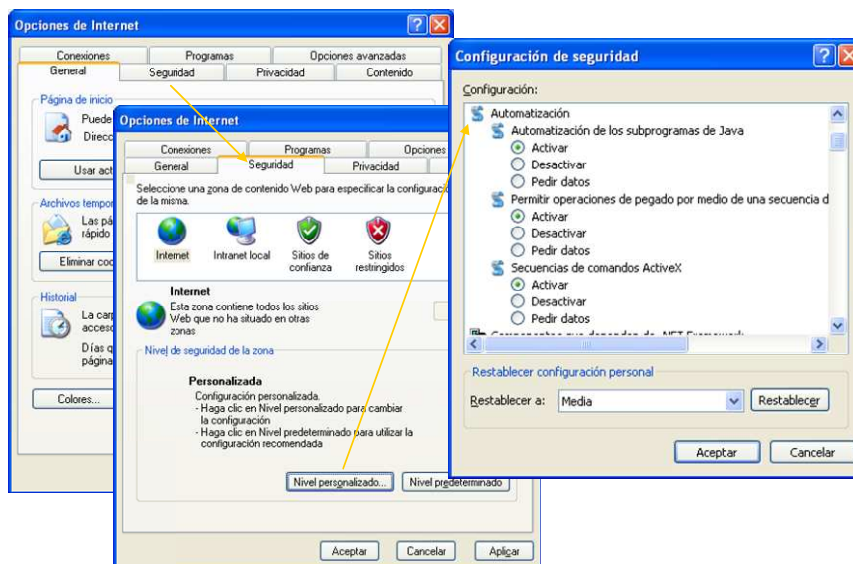 Opciones de Internet
Conexiones Programas Opciones avanzadas
General Seguridad Privacidad Contenido
Página de inicio
Puede
Direcc
Usar act
Archivos tempor
Las pá
rápido
Eliminar coo
Historial
La carp
acceso
Días q
página
Colores...
Opciones de Internet
Conexiones Programas Opciones
General Seguridad Privacidad
Seleccione una zona de contenido Web para especificar la configuració
de la misma.
Internet Intranet local Sitios de confianza Sitios restringidos
Internet
Esta zona contiene todos los sitios
Web que no ha situado en otras
zonas
Nivel de seguridad de la zona
Personalizada
Configuración personalizada.
- Haga clic en Nivel personalizado para cambiar
la configuración
- Haga clic en Nivel predeterminado para utilizar la
configuración recomendada
Nivel personalizado... Nivel predeterminado
Aceptar Cancelar Aplicar
Configuración de seguridad
Configuración:
Automatización
Automatización de los subprogramas de Java
Activar
Desactivar
Pedir datos
Permitir operaciones de pegado por medio de una secuencia d
Activar
Desactivar
Pedir datos
Secuencias de comandos ActiveX
Activar
Desactivar
Pedir datos
Componentes que dependen de .NET Framework
Restablecer configuración personal
Restablecer a: Media Restablecer
Aceptar Cancelar